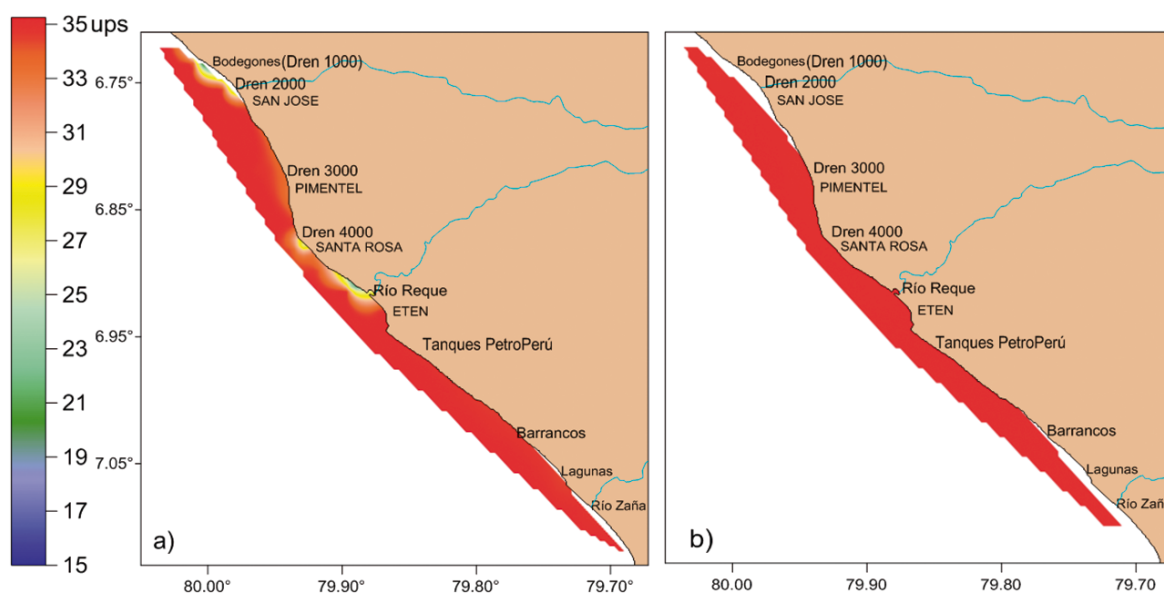 35 ups
33
31
29
27
25
23
21
19
17
15
6.75°
6.85°
6.95°
7.05°
Bodegones (Dren 1000)
Dren 2000
SAN JOSE
Dren 3000
PIMENTEL
Dren 4000
SANTA ROSA
Río Reque
ETEN
Tanques PetroPerú
Barrancos
Lagunas
Río Zaña
a)
80.00°
79.90°
79.80°
79.70°
Bodegones (Dren 1000)
Dren 2000
SAN JOSE
Dren 3000
PIMENTEL
Dren 4000
SANTA ROSA
Río Reque
ETEN
Tanques PetroPerú
Barrancos
Lagunas
Río Zañ
b)
80.00
79.90
79.80
79.70